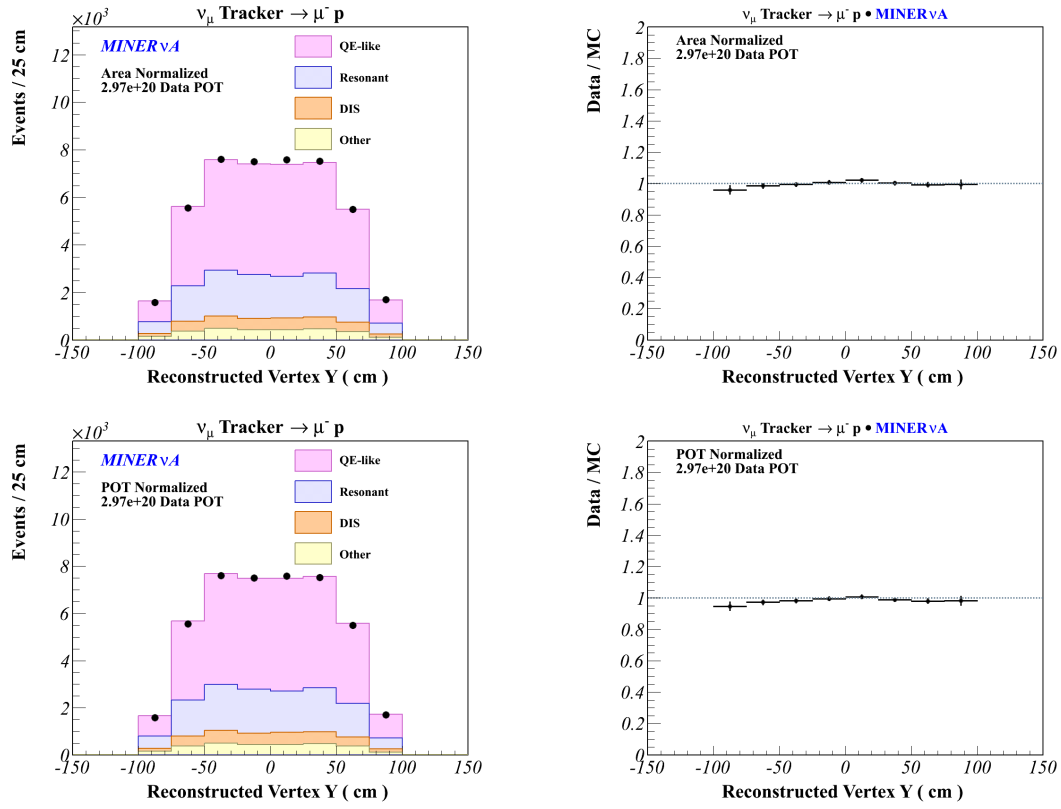 ν_μ Tracker → μ⁻ p
×10³
MINERνA
Area Normalized
2.97e+20 Data POT
QE-like
Resonant
DIS
Other
Events / 25 cm
12
10
8
6
4
2
0
-150 -100 -50 0 50 100 150
Reconstructed Vertex Y ( cm )
ν_μ Tracker → μ⁻ p • MINERνA
Area Normalized
2.97e+20 Data POT
Data / MC
2
1.8
1.6
1.4
1.2
1
0.8
0.6
0.4
0.2
0
-150 -100 -50 0 50 100 150
Reconstructed Vertex Y ( cm )
ν_μ Tracker → μ⁻ p
×10³
MINERνA
POT Normalized
2.97e+20 Data POT
QE-like
Resonant
DIS
Other
Events / 25 cm
12
10
8
6
4
2
0
-150 -100 -50 0 50 100 150
Reconstructed Vertex Y ( cm )
ν_μ Tracker → μ⁻ p • MINERνA
POT Normalized
2.97e+20 Data POT
Data / MC
2
1.8
1.6
1.4
1.2
1
0.8
0.6
0.4
0.2
0
-150 -100 -50 0 50 100 150
Reconstructed Vertex Y ( cm )